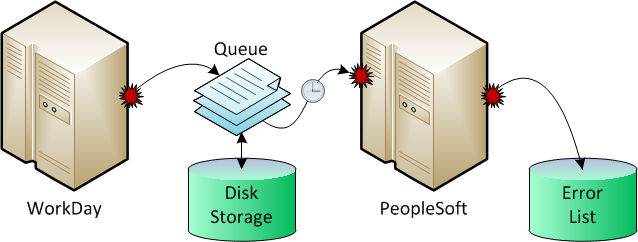 Queue
WorkDay
Disk
Storage
PeopleSoft
Error
List